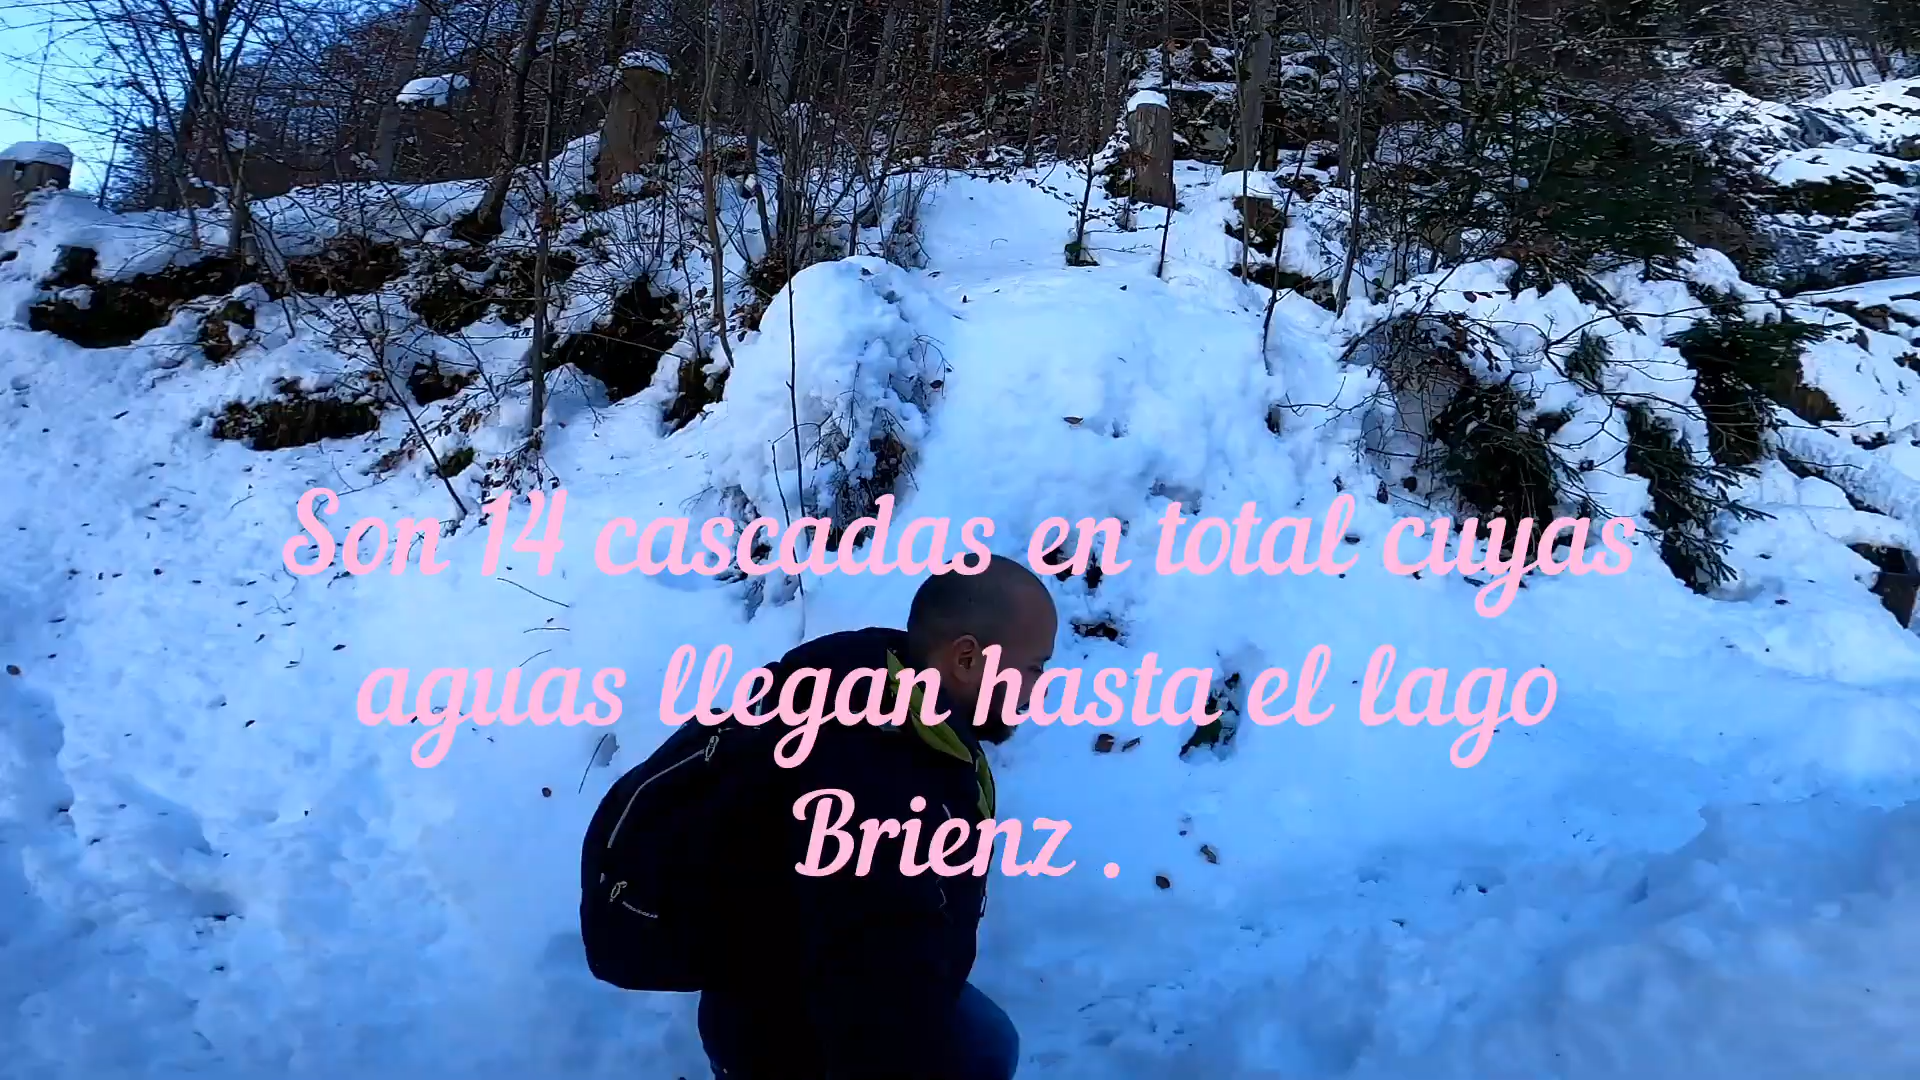 Son 14 cascadas en total cuyas
aguas llegan hasta el lago
Brienz .